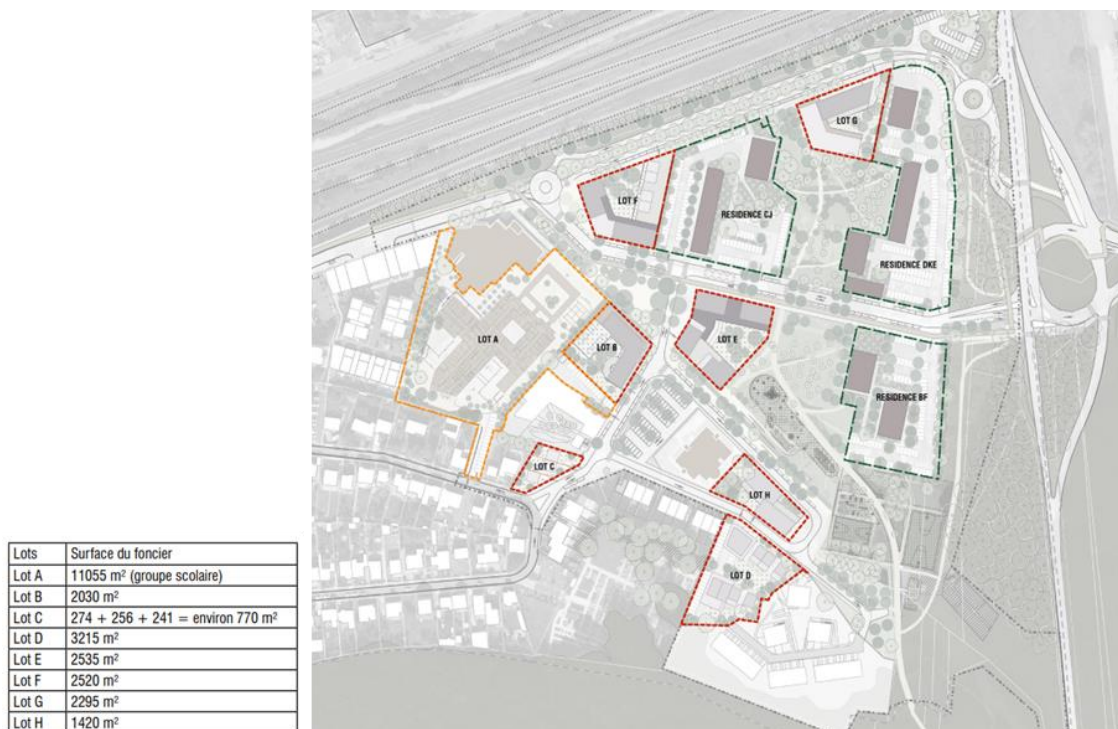 LOT G
LOT F
RESIDENCE CJ
RESIDENCE DKE
LOT A
LOT B
LOT E
RESIDENCE BF
LOT C
LOT H
LOT D
Lots Surface du foncier
Lot A 11055 m² (groupe scolaire)
Lot B 2030 m²
Lot C 274 + 256 + 241 = environ 770 m²
Lot D 3215 m²
Lot E 2535 m²
Lot F 2520 m²
Lot G 2295 m²
Lot H 1420 m²